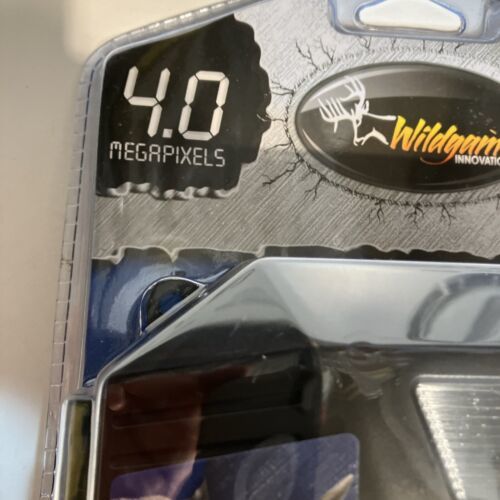 4.0
MEGAPIXELS
Wildgam
INNOVATIO